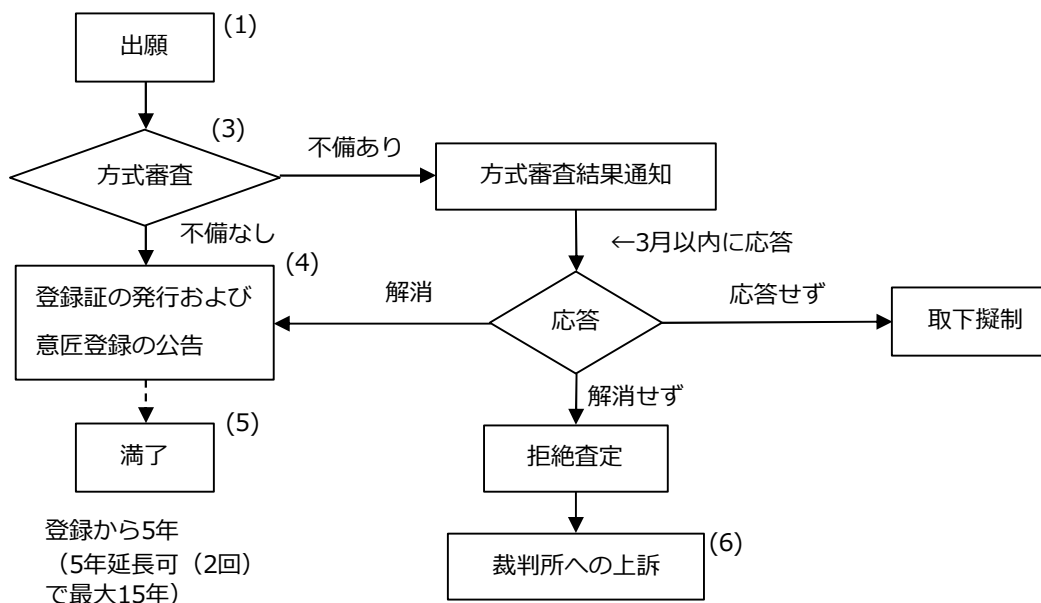 出願
(1)
方式審査
(3)
不備あり
方式審査結果通知
不備なし
←3月以内に応答
登録証の発行および
意匠登録の公告
(4)
解消
応答
応答せず
取下擬制
解消せず
満了
(5)
拒絶査定
登録から5年
（5年延長可（2回）
で最大15年）
裁判所への上訴
(6)